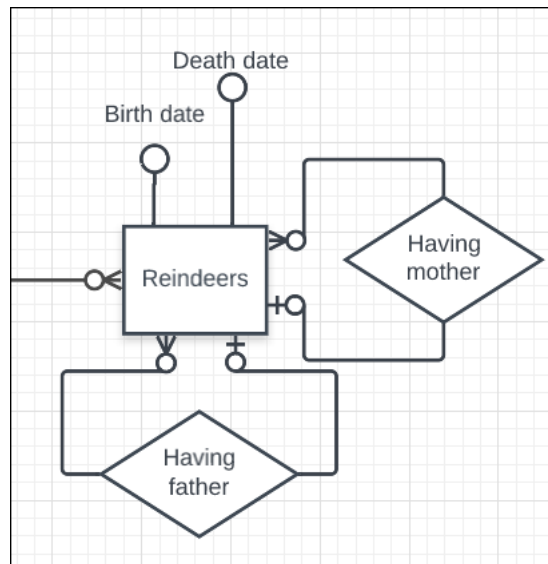 Death date
Birth date
Reindeers
Having
mother
Having
father